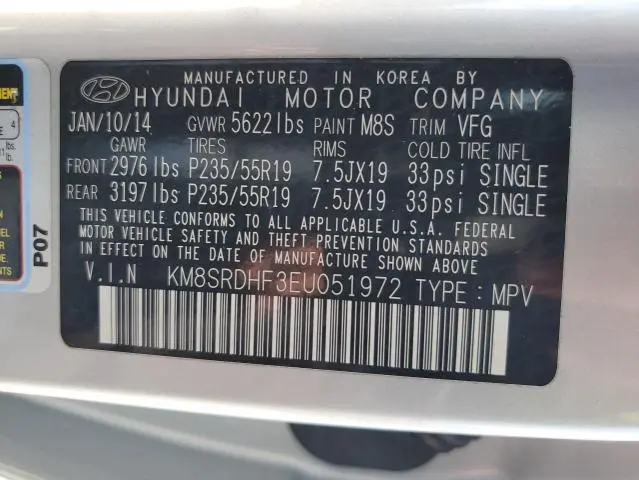 MANUFACTURED IN KOREA BY
HYUNDAI MOTOR COMPANY
JAN/10/14 GVWR 5622lbs PAINT M8S TRIM VFG
GAWR TIRES RIMS COLD TIRE INFL
FRONT 2976lbs P235/55R19 7.5JX19 33psi SINGLE
REAR 3197lbs P235/55R19 7.5JX19 33psi SINGLE
THIS VEHICLE CONFORMS TO ALL APPLICABLE U.S.A. FEDERAL
MOTOR VEHICLE SAFETY AND THEFT PREVENTION STANDARDS
IN EFFECT ON THE DATE OF MANUFACTURE SHOWN ABOVE
V.I.N KM8SRDHF3EU051972 TYPE : MPV
4
lbs.
P07